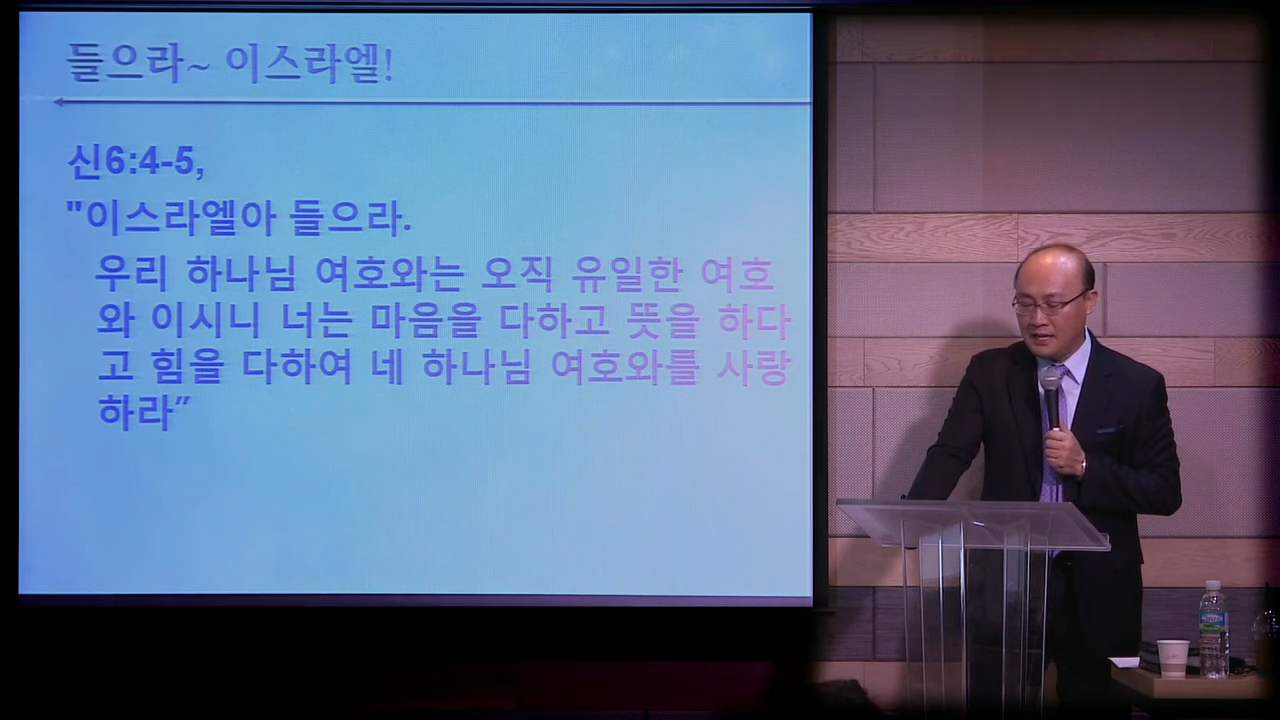 들으라~ 이스라엘!
신6:4-5,
"이스라엘아 들으라.
우리 하나님 여호와는 오직 유일한 여호
와 이시니 너는 마음을 다하고 뜻을 하다
고 힘을 다하여 네 하나님 여호와를 사랑
하라”